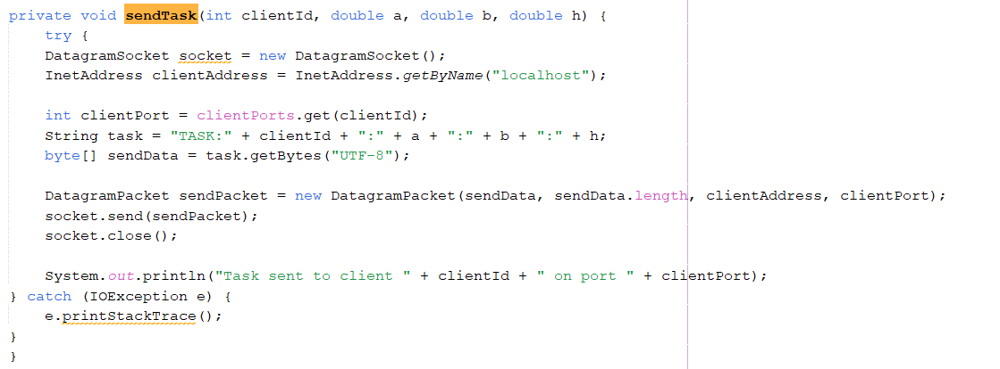 private void sendTask(int clientId, double a, double b, double h) {
    try {
    DatagramSocket socket = new DatagramSocket();
    InetAddress clientAddress = InetAddress.getByName("localhost");

    int clientPort = clientPorts.get(clientId);
    String task = "TASK:" + clientId + ":" + a + ":" + b + ":" + h;
    byte[] sendData = task.getBytes("UTF-8");

    DatagramPacket sendPacket = new DatagramPacket(sendData, sendData.length, clientAddress, clientPort);
    socket.send(sendPacket);
    socket.close();

    System.out.println("Task sent to client " + clientId + " on port " + clientPort);
} catch (IOException e) {
    e.printStackTrace();
}
}